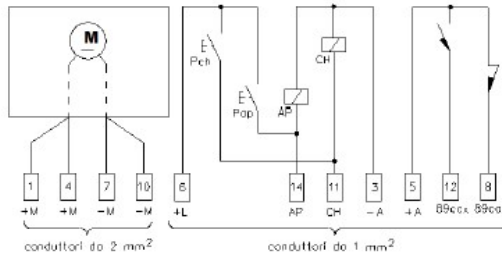 M
Pch
CH
Pap
AP
1 4 7 10 6 14 11 3 5 12 8
+M +M -M -M +L AP CH -A +A 89ccx
conduttori da 2 mm² conduttori da 1 mm²